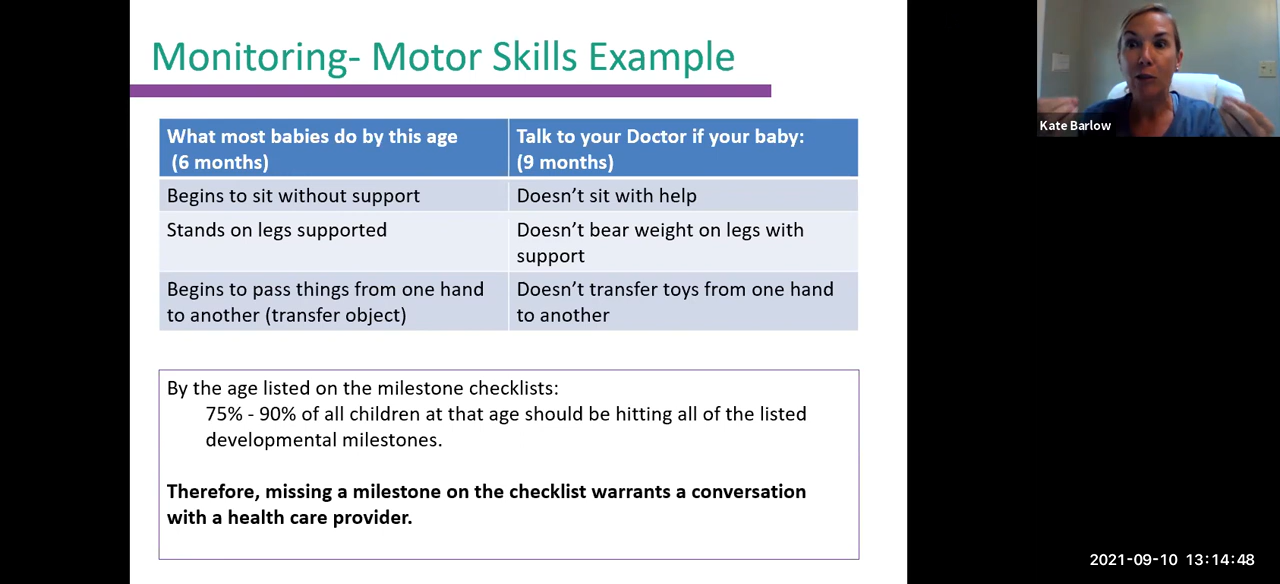 Monitoring- Motor Skills Example
What most babies do by this age
(6 months)
Talk to your Doctor if your baby:
(9 months)
Begins to sit without support
Doesn’t sit with help
Stands on legs supported
Doesn’t bear weight on legs with
support
Begins to pass things from one hand
to another (transfer object)
Doesn’t transfer toys from one hand
to another
By the age listed on the milestone checklists:
75% - 90% of all children at that age should be hitting all of the listed
developmental milestones.
Therefore, missing a milestone on the checklist warrants a conversation
with a health care provider.
Kate Barlow
2021-09-10 13:14:48